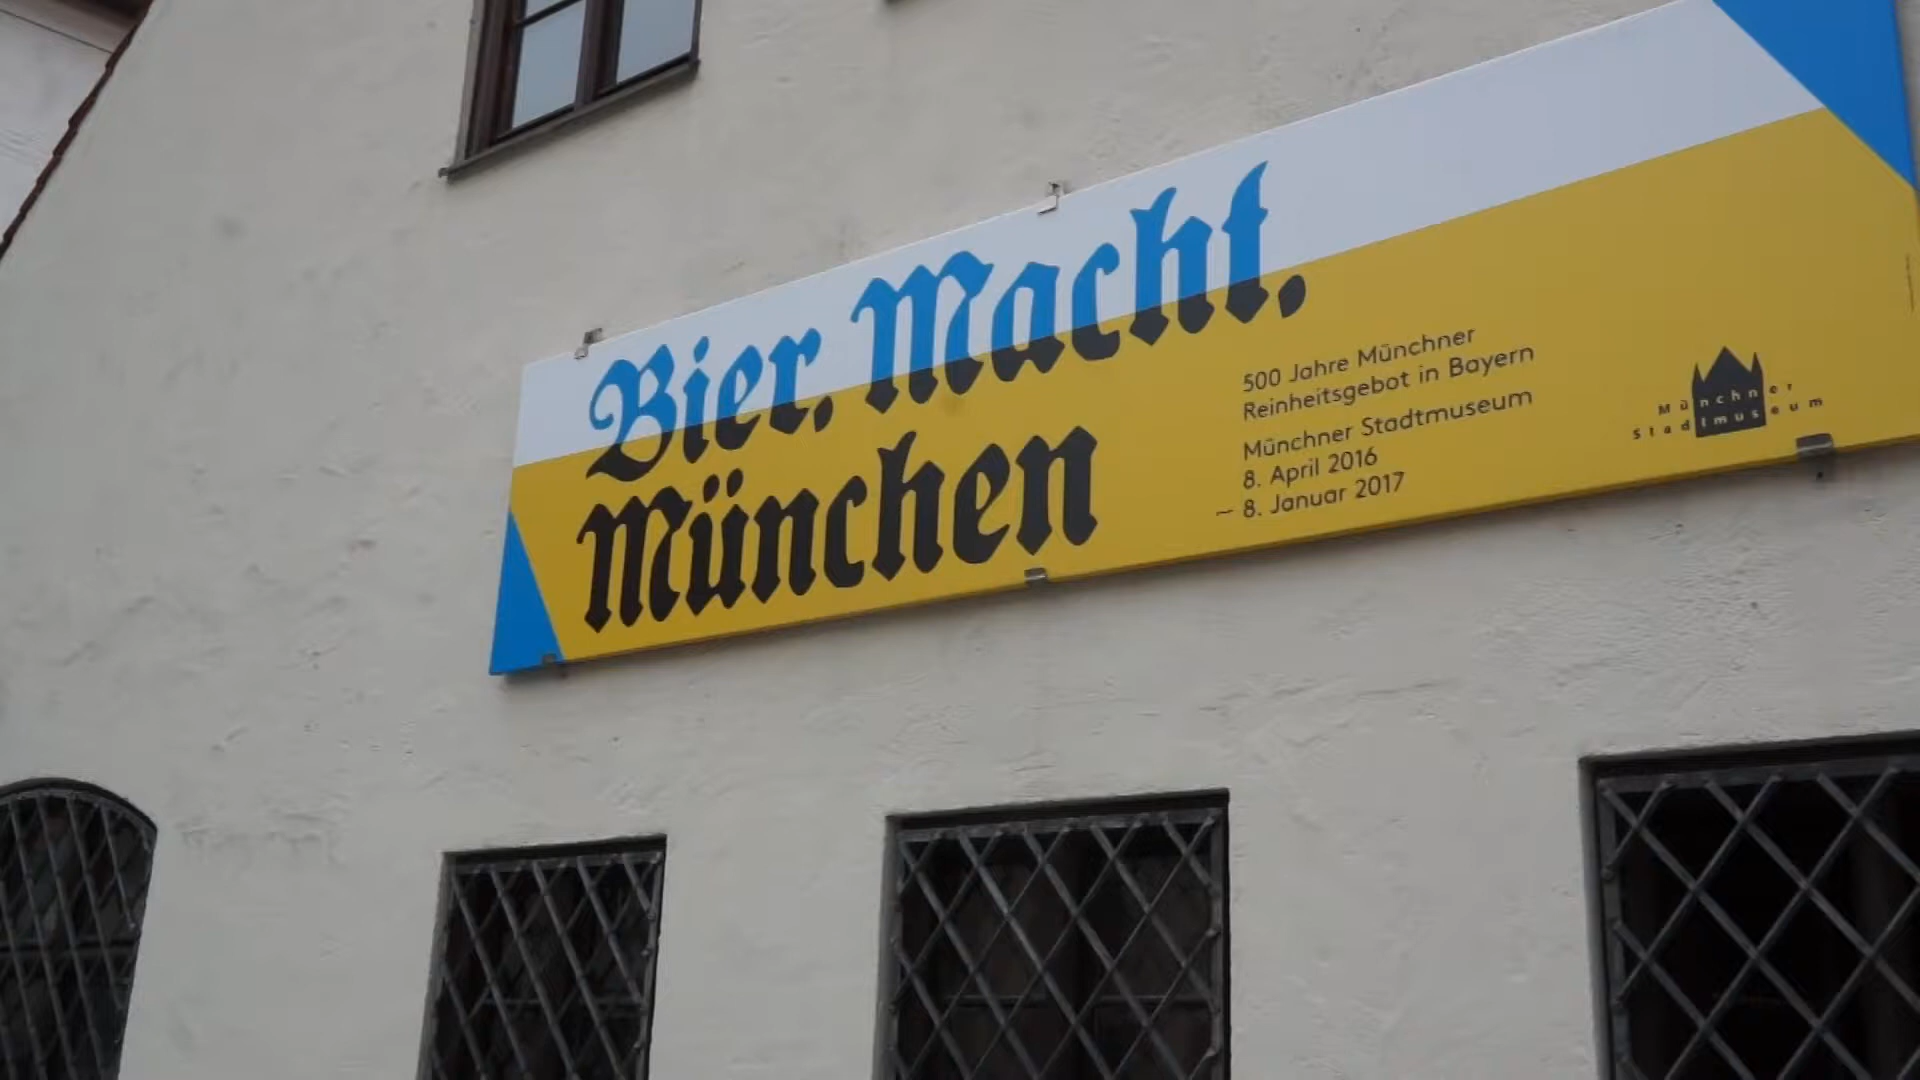 Bier. Macht.
München
500 Jahre Münchner
Reinheitsgebot in Bayern
Münchner Stadtmuseum
8. April 2016
– 8. Januar 2017
Münchner
Stadtmuseum